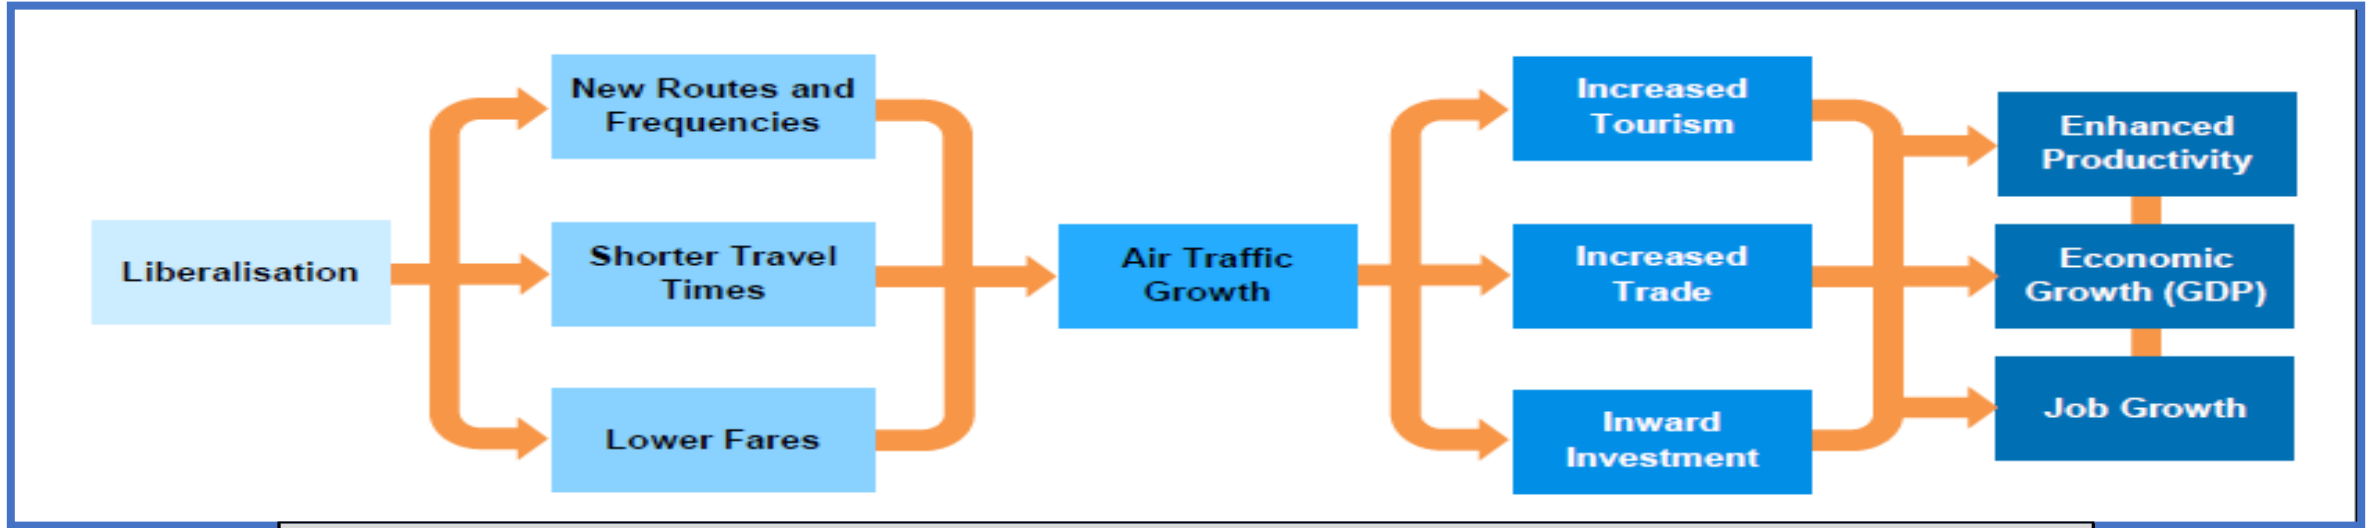 Liberalisation
New Routes and
Frequencies
Shorter Travel
Times
Lower Fares
Air Traffic
Growth
Increased
Tourism
Increased
Trade
Inward
Investment
Enhanced
Productivity
Economic
Growth (GDP)
Job Growth